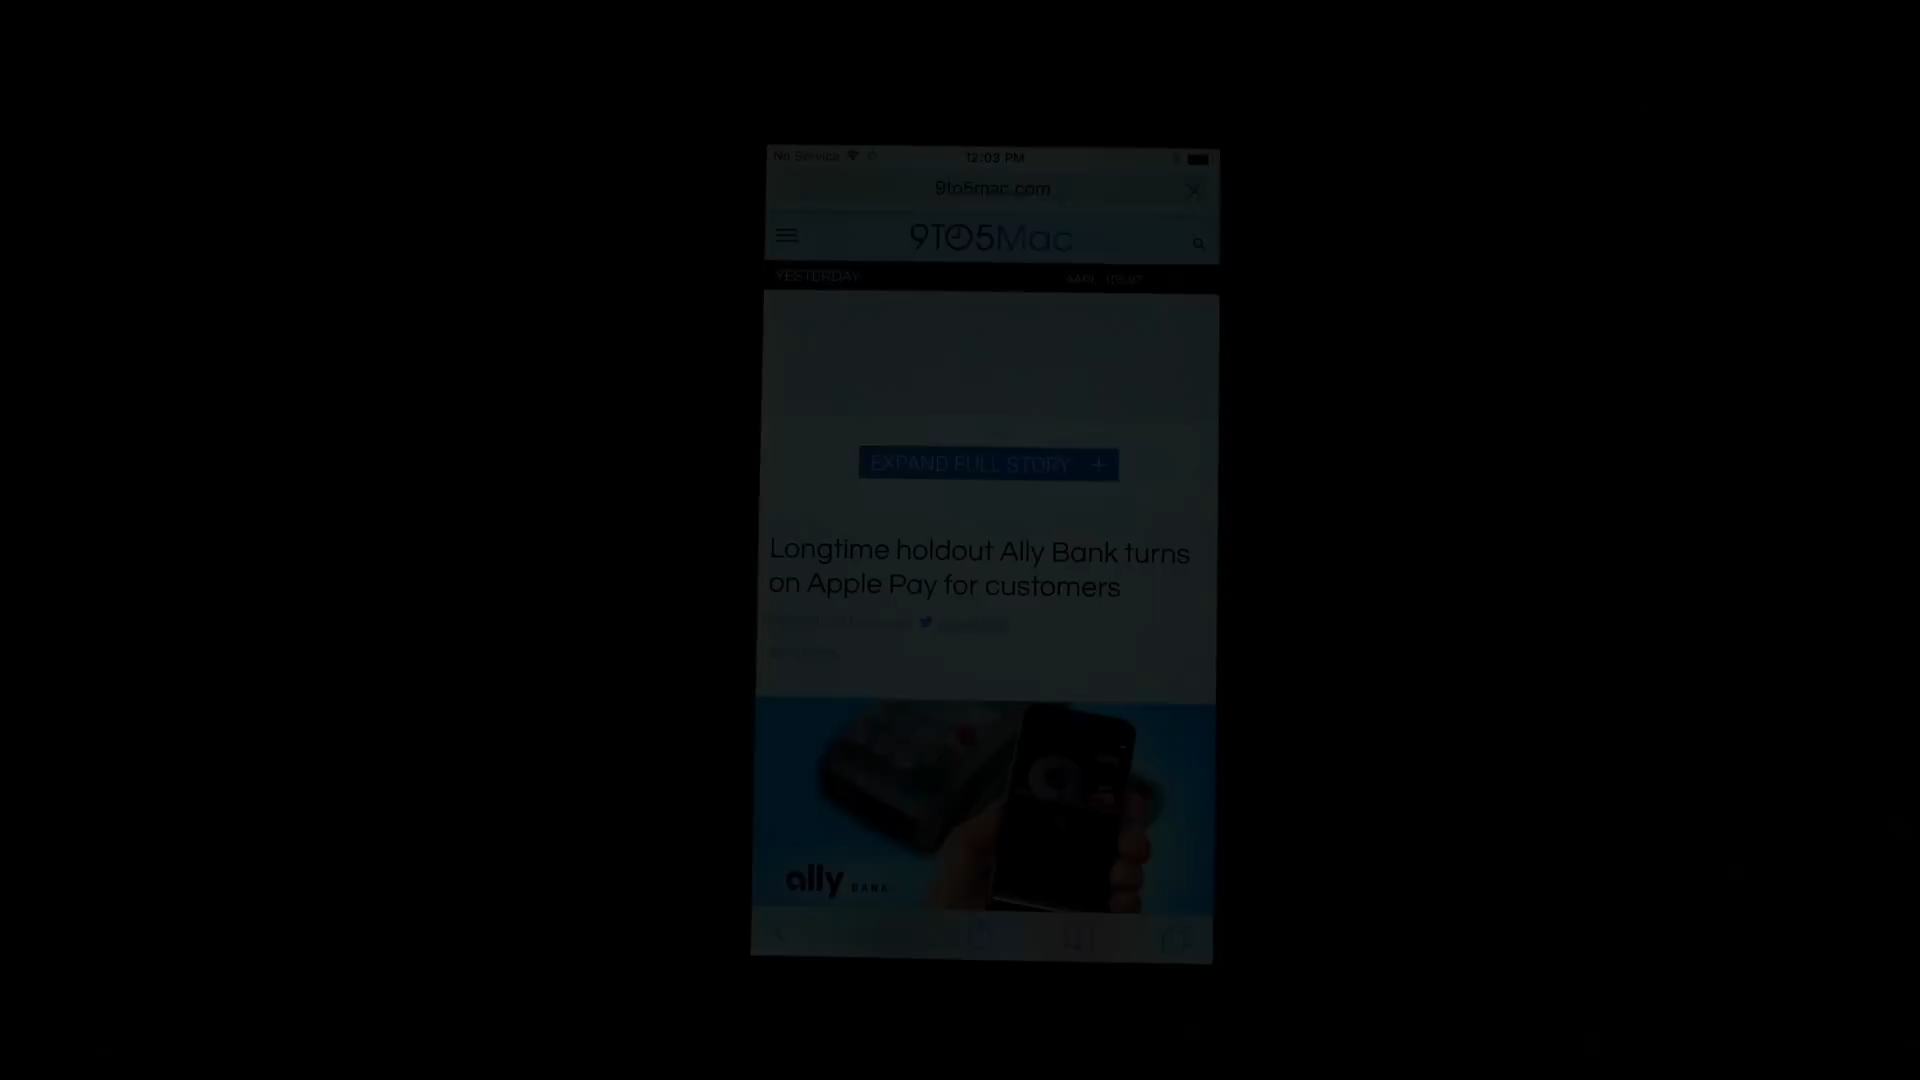 No Service 12:03 PM
9to5mac.com
9TO5Mac
YESTERDAY
EXPAND FULL STORY +
Longtime holdout Ally Bank turns
on Apple Pay for customers
ally BANK